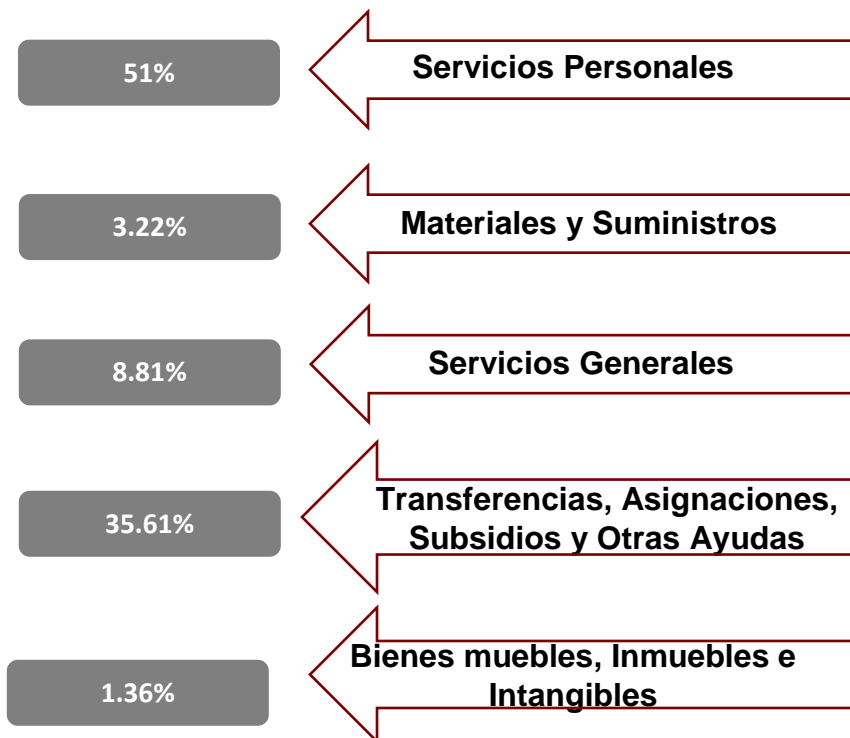 51%
Servicios Personales
3.22%
Materiales y Suministros
8.81%
Servicios Generales
35.61%
Transferencias, Asignaciones,
Subsidios y Otras Ayudas
1.36%
Bienes muebles, Inmuebles e
Intangibles